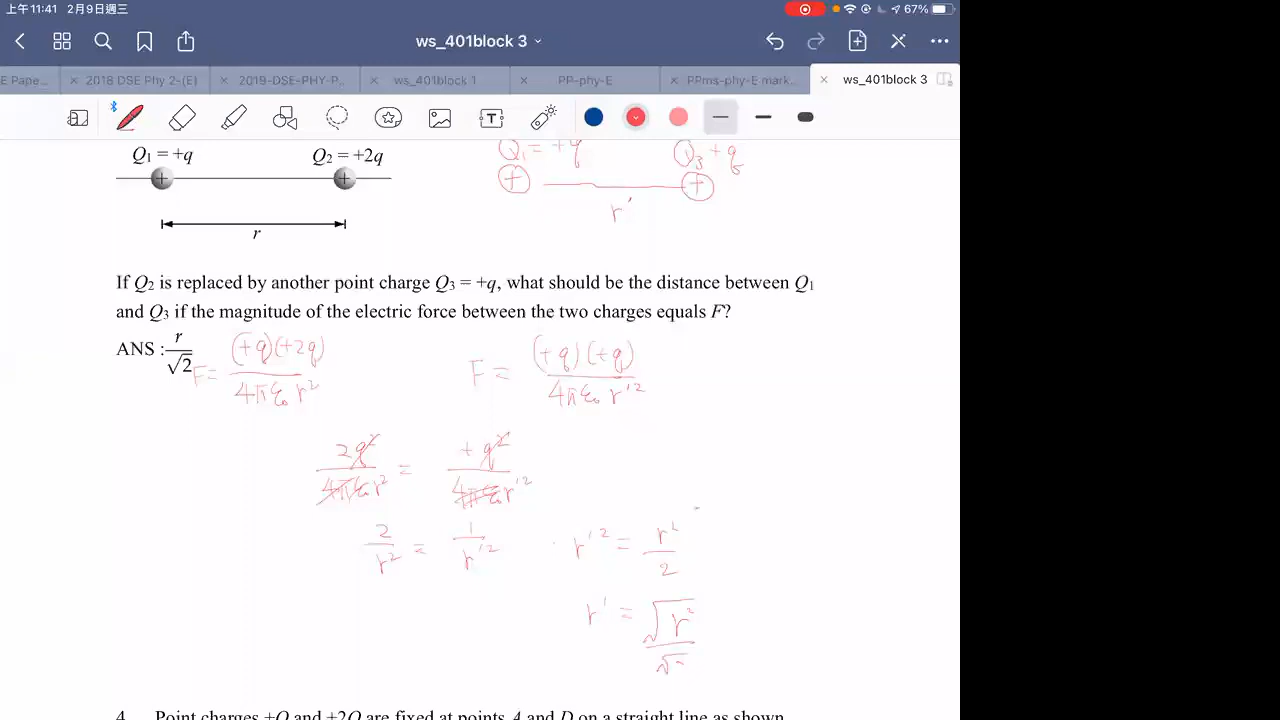 上午11:41 2月9日週三
67%
ws_401block 3
E Pape... × 2018 DSE Phy 2-(E) × 2019-DSE-PHY-P... × ws_401block 1 × PP-phy-E × PPms-phy-E mark... × ws_401block 3
Q₁ = +q Q₂ = +2q
Q₁ = +q Q₃ + q
+ +
+ +
r'
r
If Q₂ is replaced by another point charge Q₃ = +q, what should be the distance between Q₁
and Q₃ if the magnitude of the electric force between the two charges equals F?
ANS : r/√2
F = (+q)(+2q)/4πε₀ r² F = (+q)(+q)/4πε₀ r'²
2q²/4πε₀r² = +q²/4πε₀r'²
2/r² = 1/r'² r'² = r²/2
r' = √r²/√
4. Point charges +Q and +2Q are fixed at points A and D on a straight line as shown